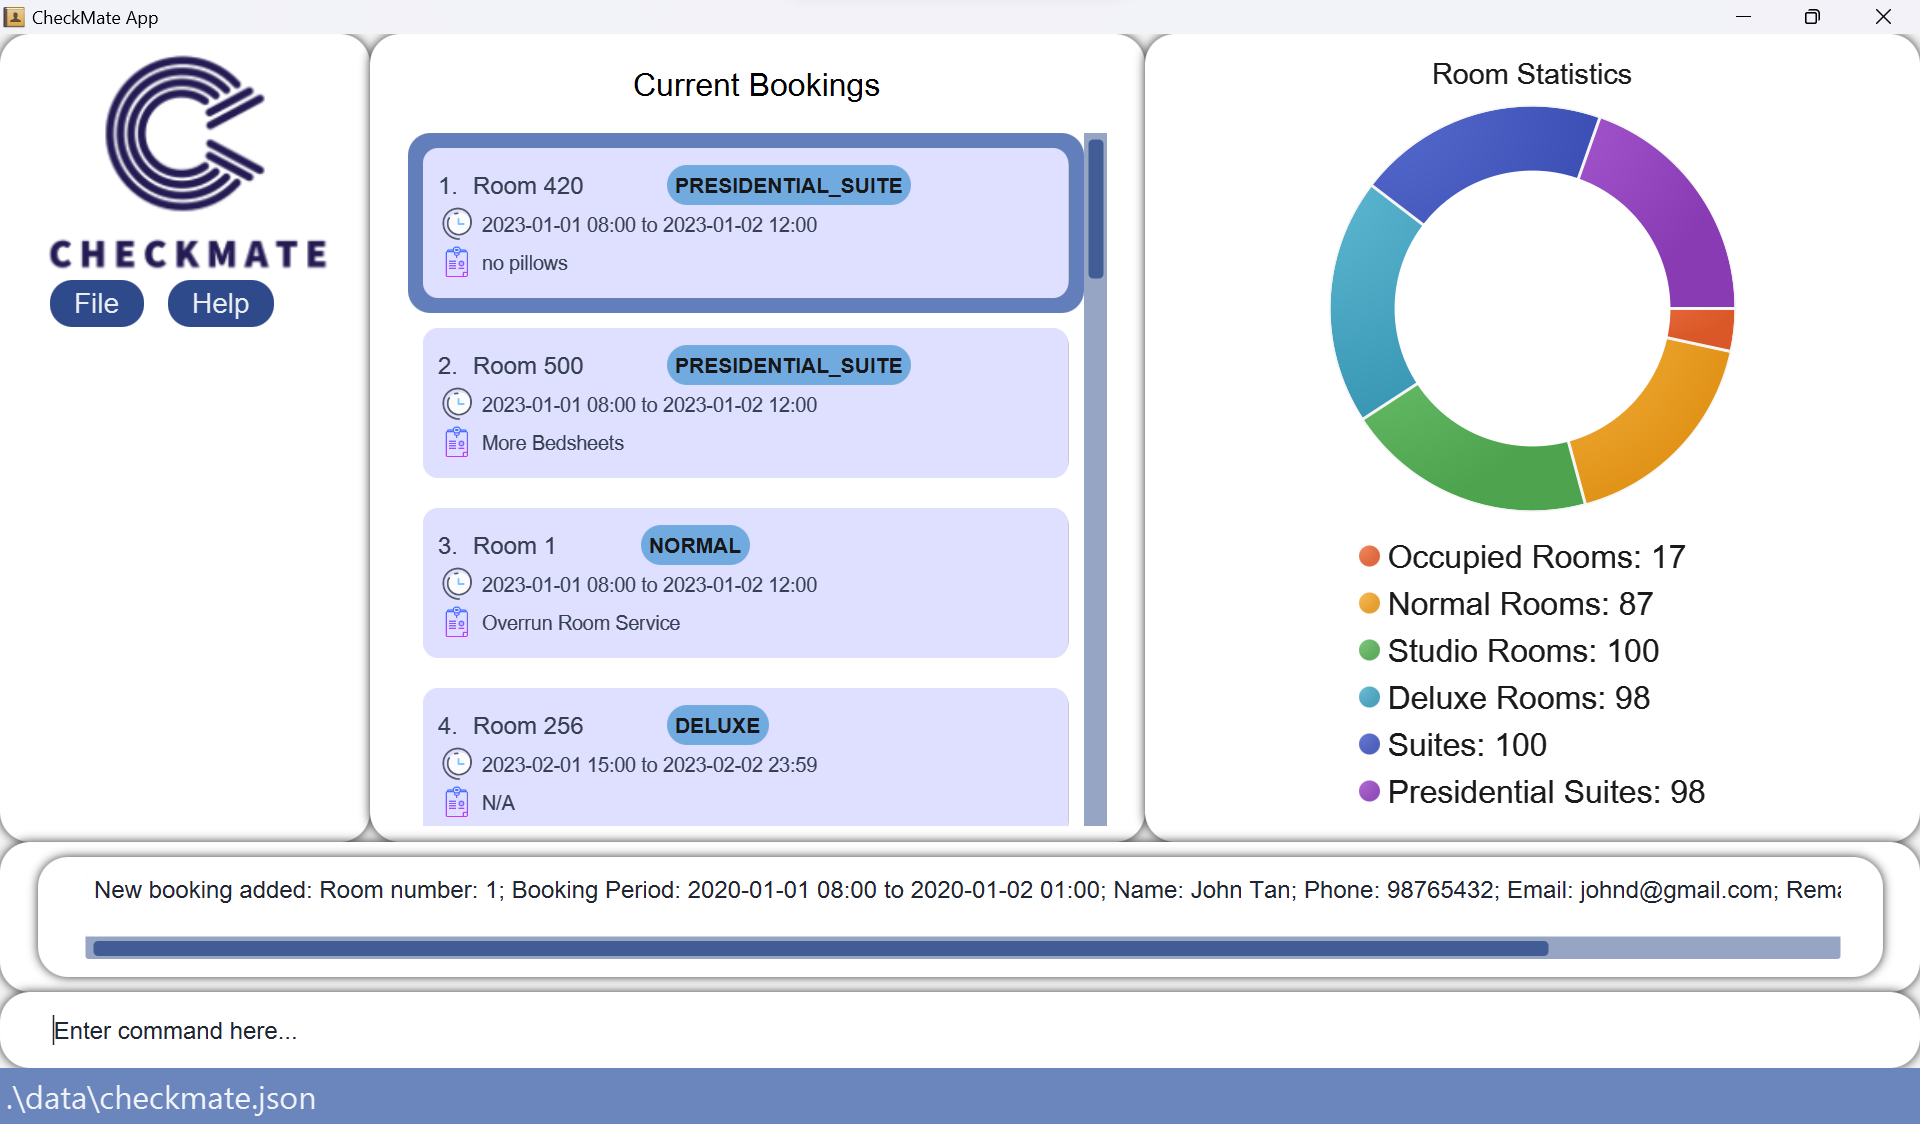 CheckMate App
CHECKMATE
File Help
Current Bookings
1. Room 420 PRESIDENTIAL_SUITE
2023-01-01 08:00 to 2023-01-02 12:00
no pillows
2. Room 500 PRESIDENTIAL_SUITE
2023-01-01 08:00 to 2023-01-02 12:00
More Bedsheets
3. Room 1 NORMAL
2023-01-01 08:00 to 2023-01-02 12:00
Overrun Room Service
4. Room 256 DELUXE
2023-02-01 15:00 to 2023-02-02 23:59
N/A
Room Statistics
Occupied Rooms: 17
Normal Rooms: 87
Studio Rooms: 100
Deluxe Rooms: 98
Suites: 100
Presidential Suites: 98
New booking added: Room number: 1; Booking Period: 2020-01-01 08:00 to 2020-01-02 01:00; Name: John Tan; Phone: 98765432; Email: johnd@gmail.com;
Enter command here...
.\data\checkmate.json